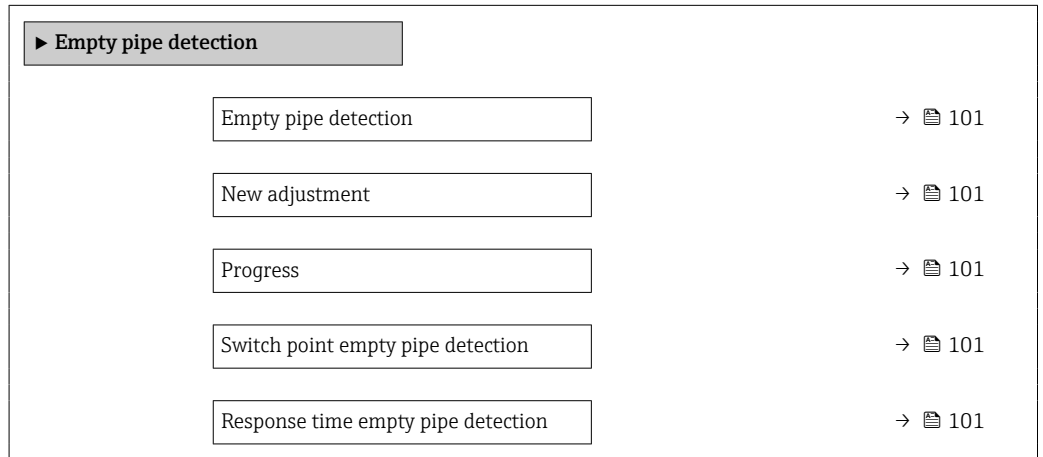 ▶ Empty pipe detection
Empty pipe detection → 101
New adjustment → 101
Progress → 101
Switch point empty pipe detection → 101
Response time empty pipe detection → 101